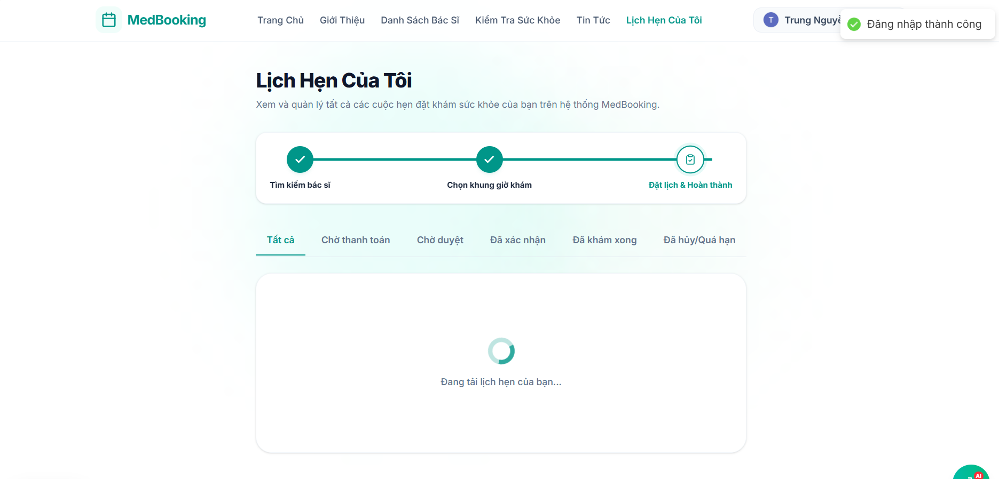 MedBooking
Trang Chủ
Giới Thiệu
Danh Sách Bác Sĩ
Kiểm Tra Sức Khỏe
Tin Tức
Lịch Hẹn Của Tôi
T
Trung Nguyễ
Đăng nhập thành công
Lịch Hẹn Của Tôi
Xem và quản lý tất cả các cuộc hẹn đặt khám sức khỏe của bạn trên hệ thống MedBooking.
Tìm kiếm bác sĩ
Chọn khung giờ khám
Đặt lịch & Hoàn thành
Tất cả
Chờ thanh toán
Chờ duyệt
Đã xác nhận
Đã khám xong
Đã hủy/Quá hạn
Đang tải lịch hẹn của bạn...
AI